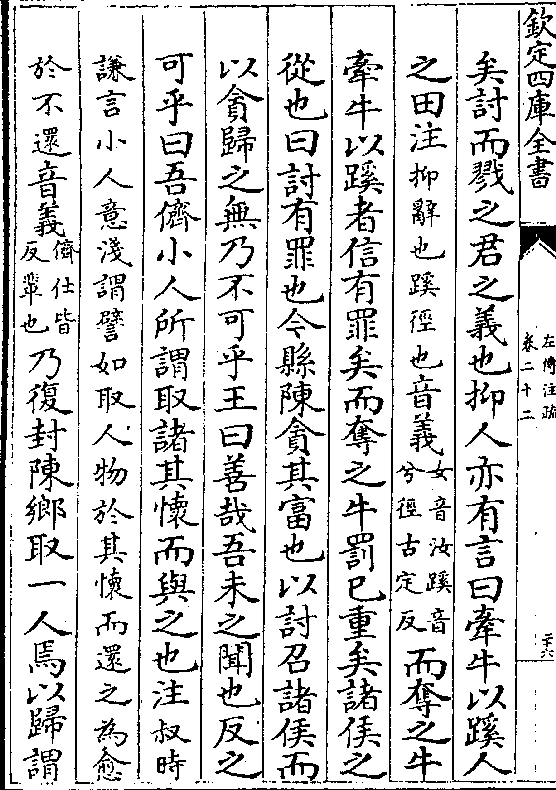 欽定四庫全書
左傳注疏
卷二十二
三十六
矣討而戮之君之義也抑人亦有言曰牽牛以蹊人
之田注抑辭也蹊徑也音義女音汝蹊音兮徑古定反而奪之牛
牽牛以蹊者信有罪矣而奪之牛罰已重矣諸侯之
從也曰討有罪也今縣陳貪其富也以討召諸侯而
以貪歸之無乃不可乎王曰善哉吾未之聞也反之
可乎曰吾儕小人所謂取諸其懷而與之也注叔時
謙言小人意淺謂譬如取人物於其懷而還之為愈
於不還音義儕仕皆反輩也乃復封陳鄉取一人焉以歸謂